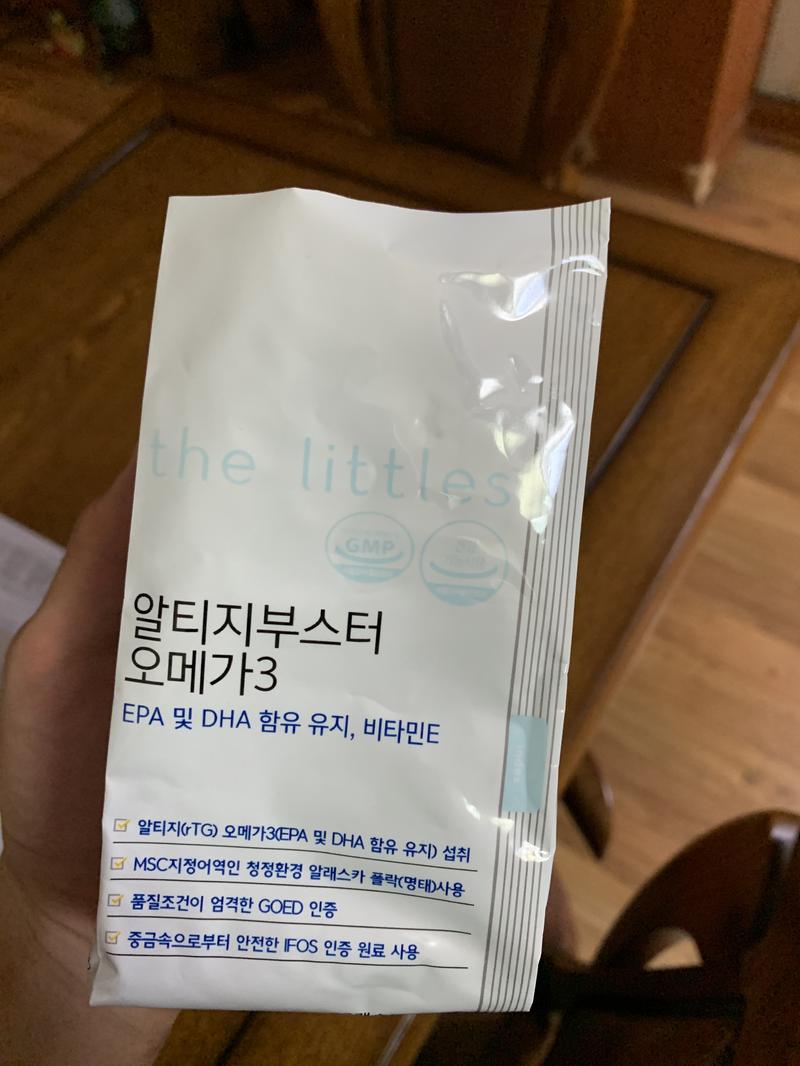 the littles
GMP
알티지부스터
오메가3
EPA 및 DHA 함유 유지, 비타민E
알티지(rTG) 오메가3(EPA 및 DHA 함유 유지) 섭취
MSC지정어역인 청정환경 알래스카 폴락(명태)사용
품질조건이 엄격한 GOED 인증
중금속으로부터 안전한 IFOS 인증 원료 사용